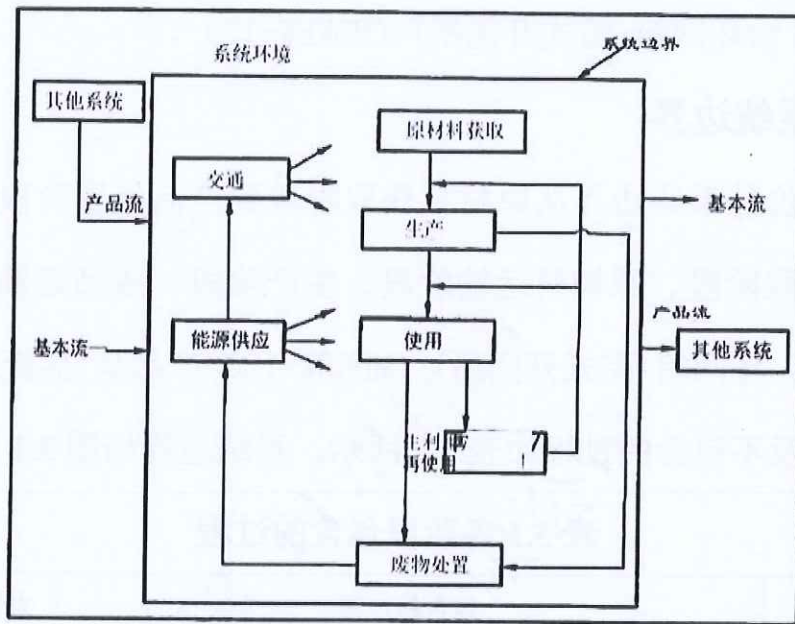 系统环境
系统边界
其他系统
原材料获取
交通
产品流
基本流
生产
产品流
基本流
能源供应
使用
其他系统
再使用
废物处置